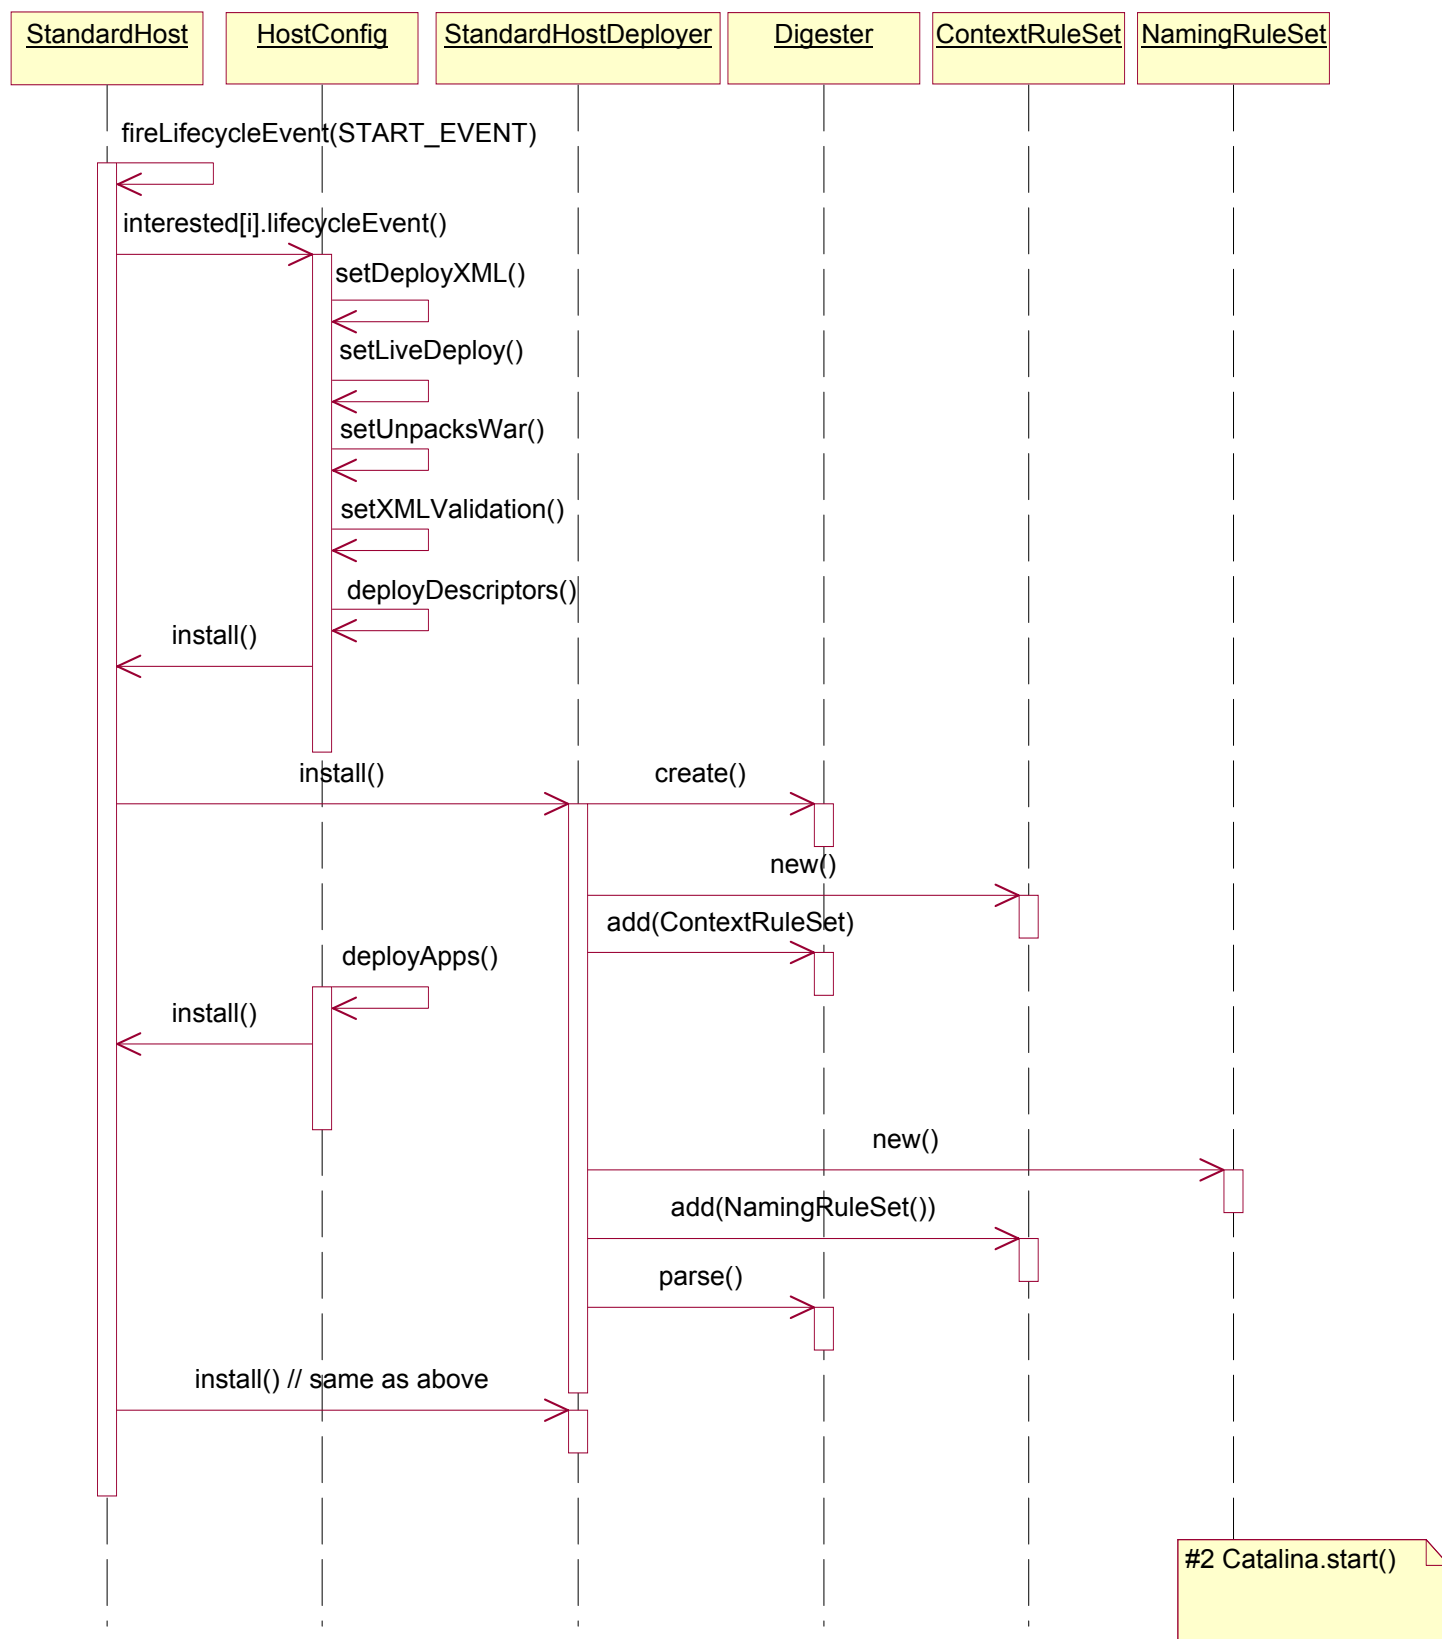 StandardHost
HostConfig
StandardHostDeployer
Digester
ContextRuleSet
NamingRuleSet
fireLifecycleEvent(START_EVENT)
interested[i].lifecycleEvent()
setDeployXML()
setLiveDeploy()
setUnpacksWar()
setXMLValidation()
deployDescriptors()
install()
install()
create()
new()
add(ContextRuleSet)
deployApps()
install()
new()
add(NamingRuleSet())
parse()
install() // same as above
#2 Catalina.start()